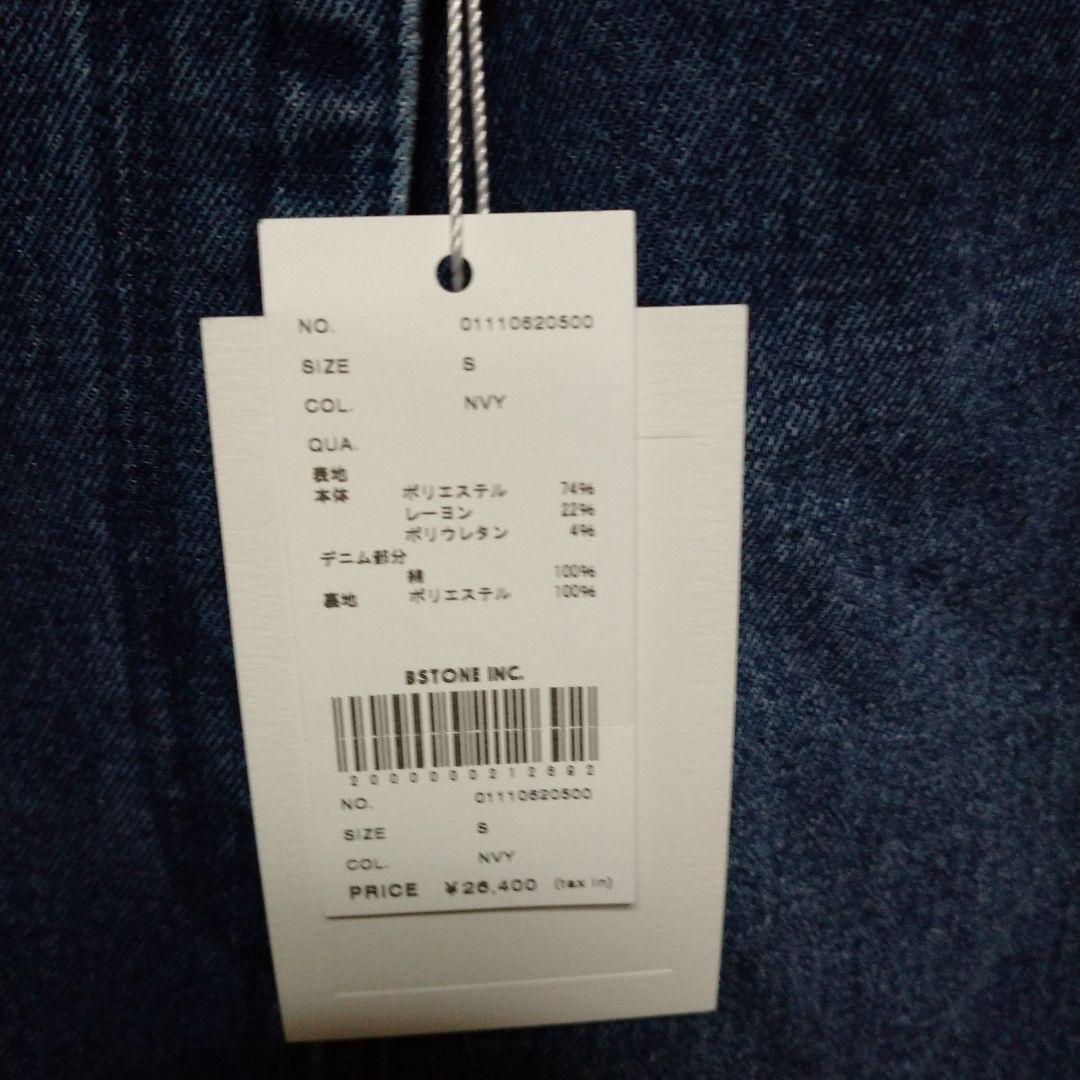 NO. 01110620500
SIZE S
COL. NVY
QUA.
表地
本体 ポリエステル 74%
レーヨン 22%
ポリウレタン 4%
デニム部分
綿 100%
裏地 ポリエステル 100%
BSTONE INC.
2000000212692
NO. 01110620500
SIZE S
COL. NVY
PRICE ¥26,400 (tax in)